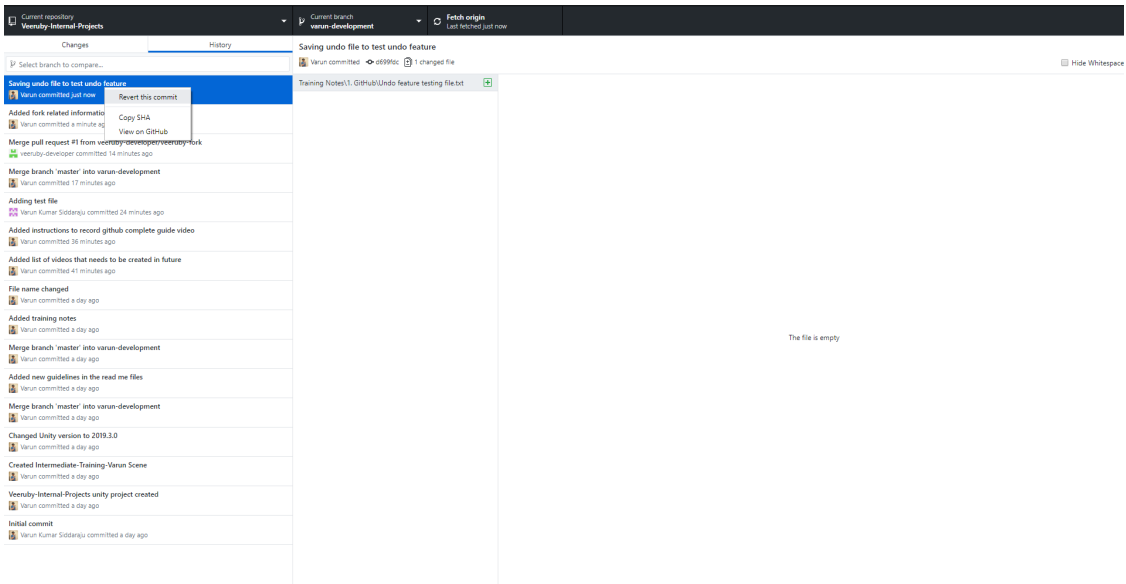 Current repository
Veeruby-Internal-Projects
Current branch
varun-development
Fetch origin
Last fetched just now
Changes
History
Select branch to compare...
Saving undo file to test undo feature
Varun committed just now
Revert this commit
Copy SHA
View on GitHub
Added fork related informatio
Varun committed a minute ag
Merge pull request #1 from veeruby-developer/veeruby-fork
veeruby-developer committed 14 minutes ago
Merge branch 'master' into varun-development
Varun committed 17 minutes ago
Adding test file
Varun Kumar Siddaraju committed 24 minutes ago
Added instructions to record github complete guide video
Varun committed 36 minutes ago
Added list of videos that needs to be created in future
Varun committed 41 minutes ago
File name changed
Varun committed a day ago
Added training notes
Varun committed a day ago
Merge branch 'master' into varun-development
Varun committed a day ago
Added new guidelines in the read me files
Varun committed a day ago
Merge branch 'master' into varun-development
Varun committed a day ago
Changed Unity version to 2019.3.0
Varun committed a day ago
Created Intermediate-Training-Varun Scene
Varun committed a day ago
Veeruby-Internal-Projects unity project created
Varun committed a day ago
Initial commit
Varun Kumar Siddaraju committed a day ago
Saving undo file to test undo feature
Varun committed d699fdc 1 changed file
Hide Whitespace
Training Notes\1. GitHub\Undo feature testing file.txt
The file is empty